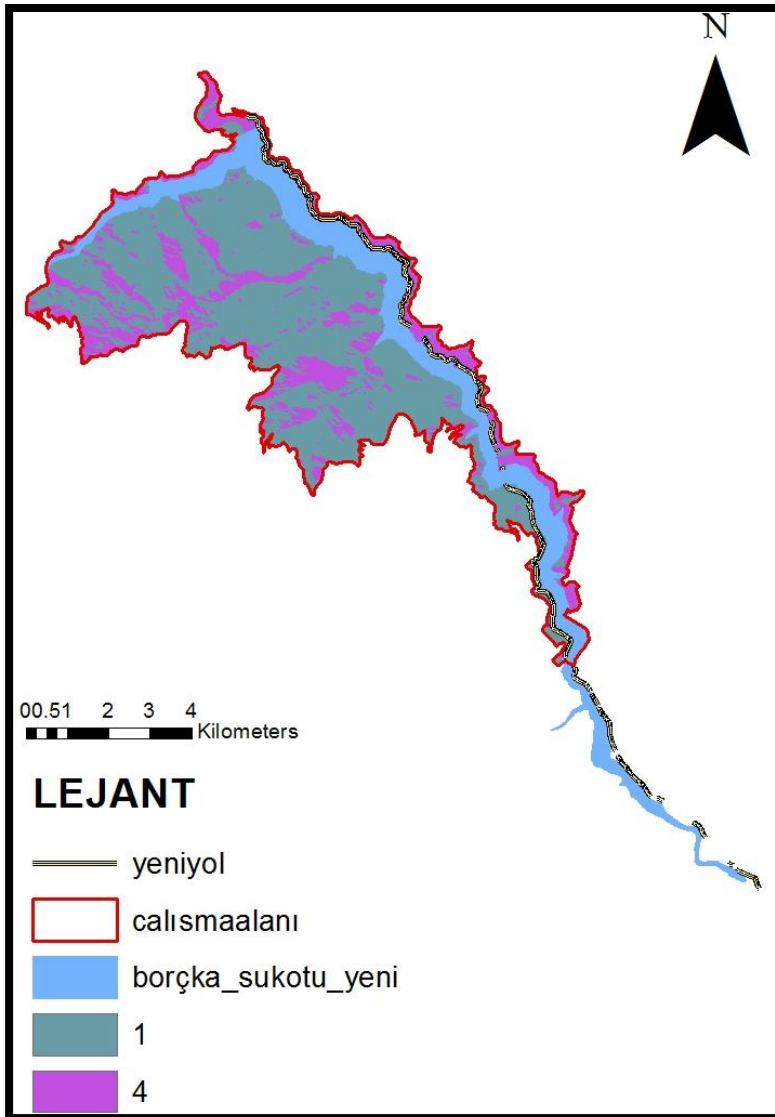 N
00.51 2 3 4
Kilometers
LEJANT
yeniyol
calısmaalanı
borçka_sukotu_yeni
1
4